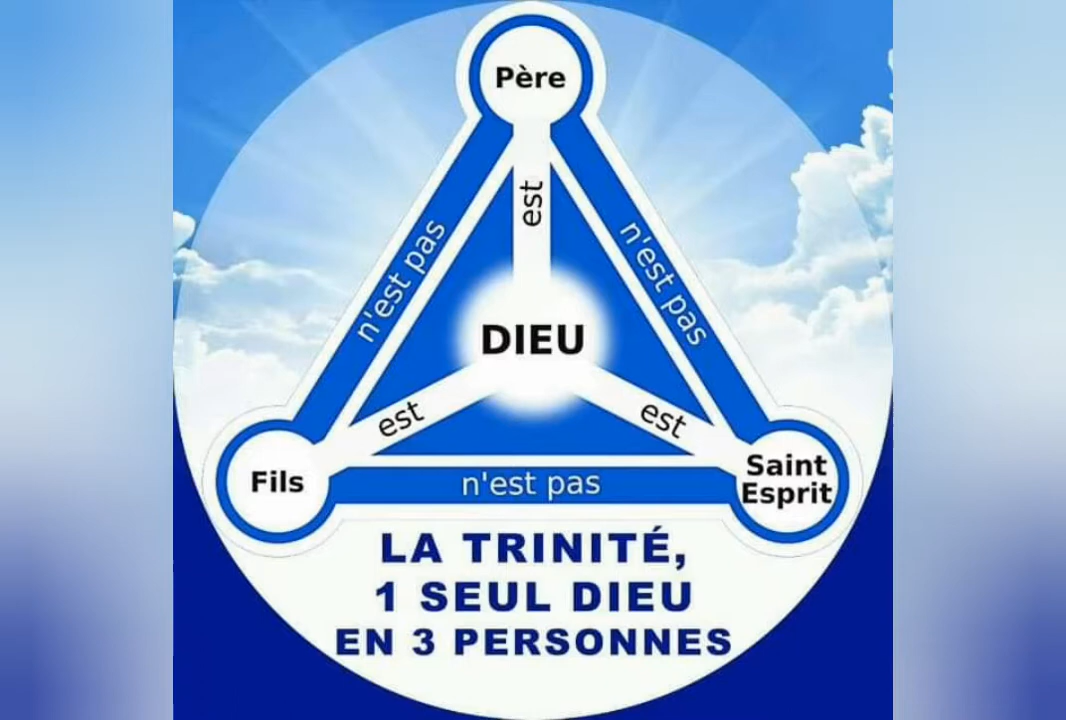 Père
est
n'est pas
n'est pas
DIEU
est
est
Fils
n'est pas
Saint
Esprit
LA TRINITÉ,
1 SEUL DIEU
EN 3 PERSONNES